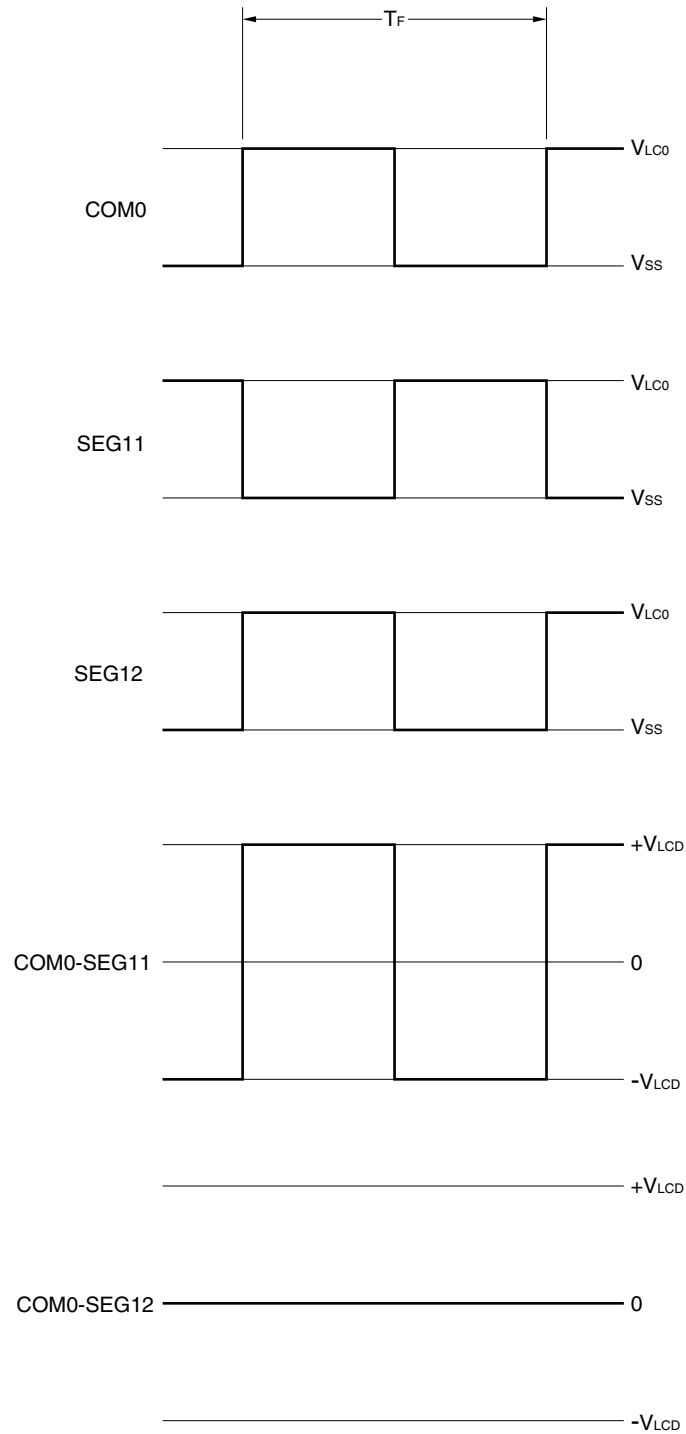 TF
VLC0
COM0
VSS
VLC0
SEG11
VSS
VLC0
SEG12
VSS
+VLCD
COM0-SEG11
0
-VLCD
+VLCD
COM0-SEG12
0
-VLCD